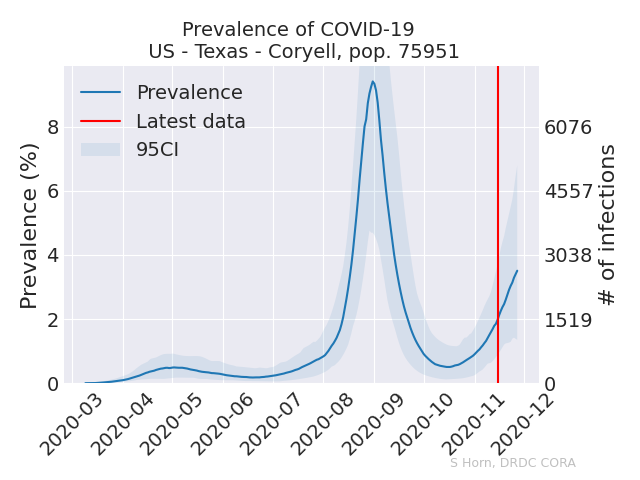 Prevalence of COVID-19
US - Texas - Coryell, pop. 75951
Prevalence
Latest data
95CI
Prevalence (%)
8
6
4
2
0
6076
4557
3038
1519
0
# of infections
2020-03
2020-04
2020-05
2020-06
2020-07
2020-08
2020-09
2020-10
2020-11
2020-12
S Horn, DRDC CORA